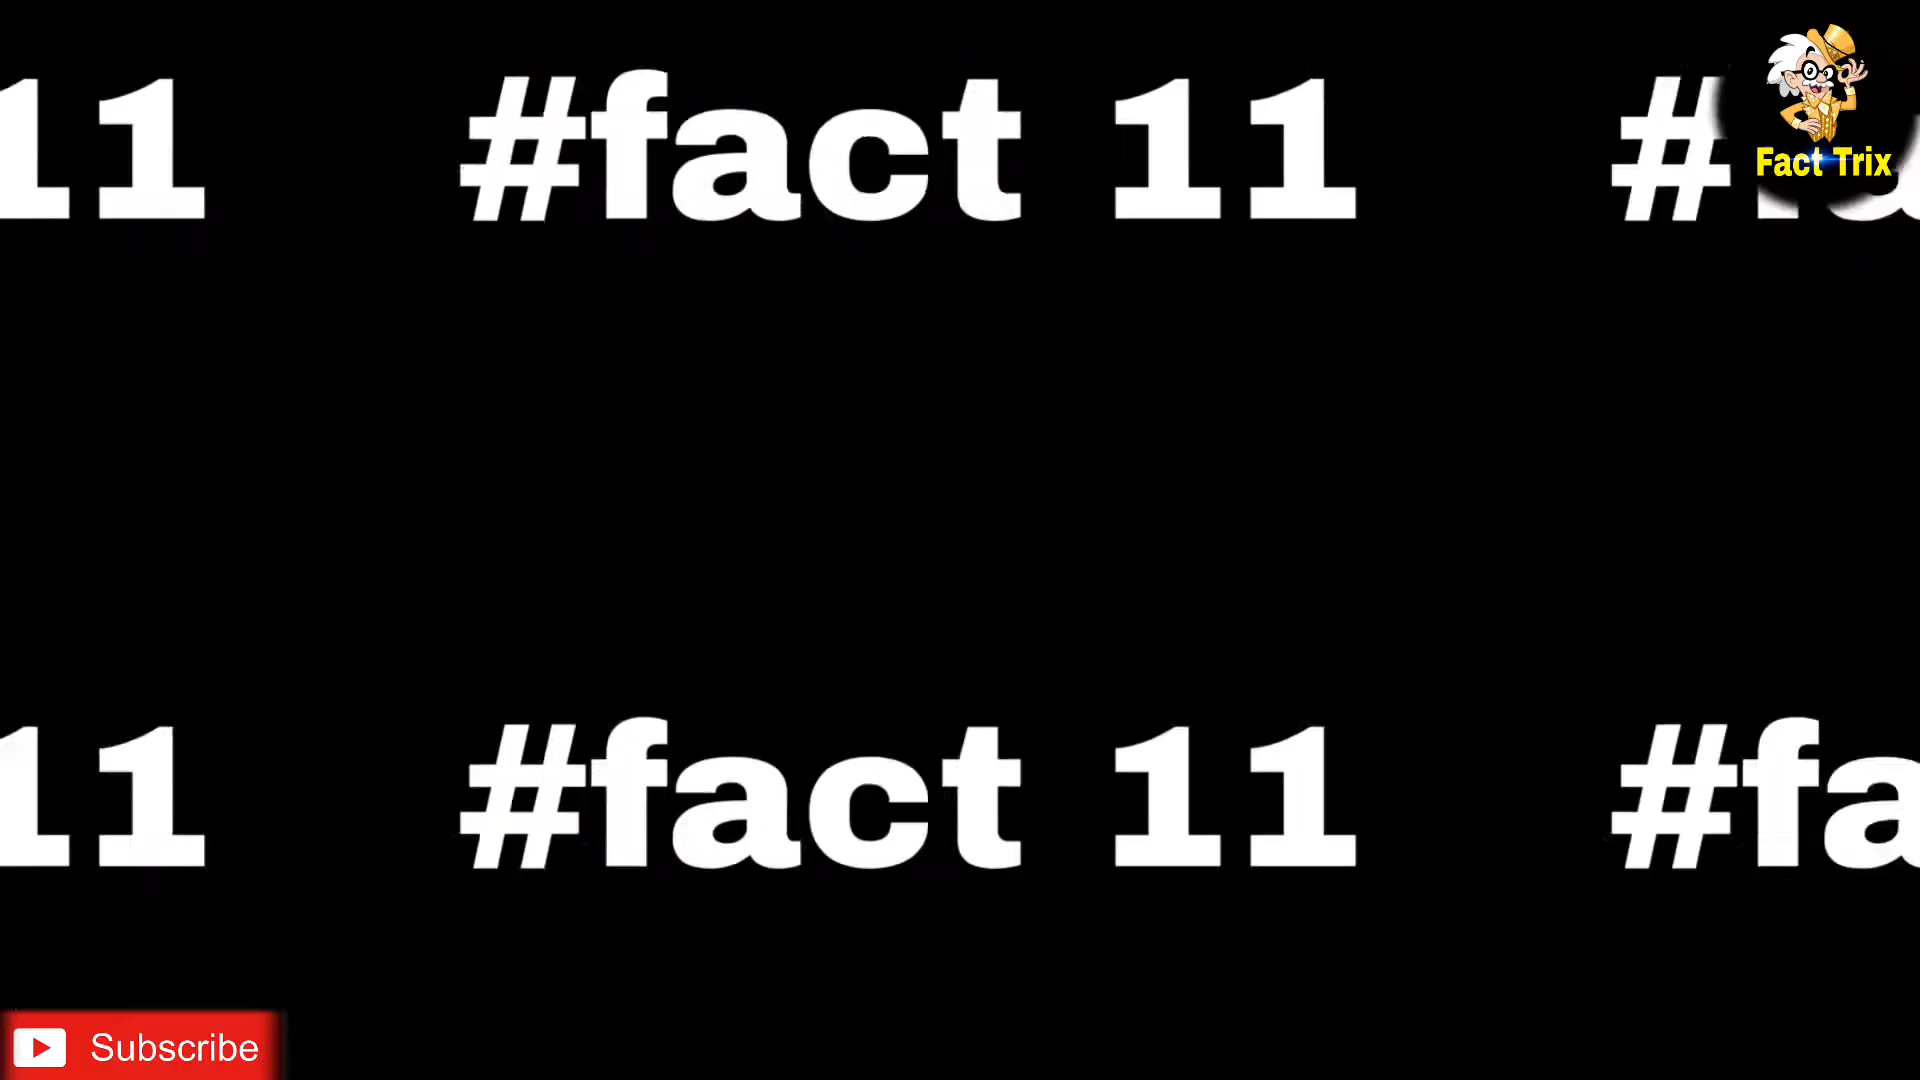 11 #fact 11 #
Fact Trix
11 #fact 11 #fa
Subscribe